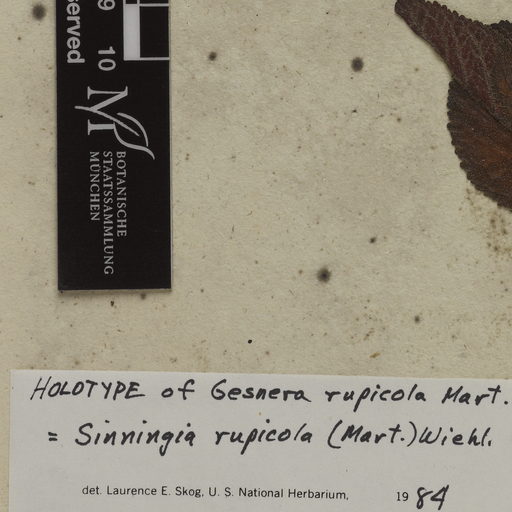 served
9 10
M
BOTANISCHE
STAATSSAMMLUNG
MÜNCHEN
HOLOTYPE of Gesnera rupicola Mart.
= Sinningia rupicola (Mart.) Wiehl.
det. Laurence E. Skog, U. S. National Herbarium, 1984